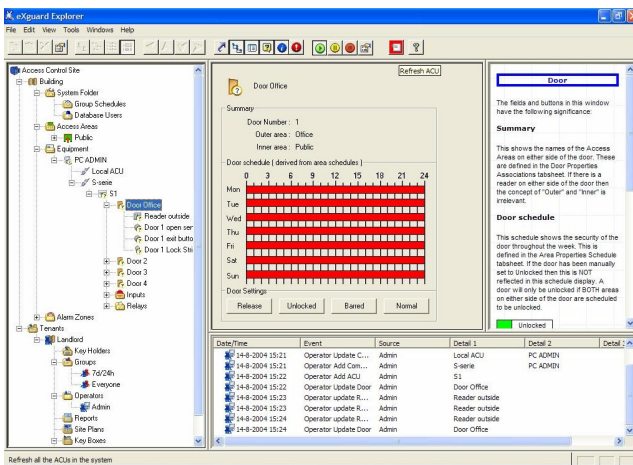 eXguard Explorer
File Edit View Tools Windows Help
Refresh ACU
Access Control Site
Building
System Folder
Group Schedules
Database Users
Access Areas
Public
Equipment
PC ADMIN
Local ACU
S-serie
S1
Door Office
Reader outside
Door 1 open ser
Door 1 exit butto
Door 1 Lock Stri
Door 2
Door 3
Door 4
Inputs
Relays
Alarm Zones
Tenants
Landlord
Key Holders
Groups
7d/24h
Everyone
Operators
Admin
Reports
Site Plans
Key Boxes
Door Office
Summary
Door Number : 1
Outer area : Office
Inner area : Public
Door schedule ( derived from area schedules )
0 3 6 9 12 15 18 21 24
Mon
Tue
Wed
Thu
Fri
Sat
Sun
Door Settings
Release Unlocked Barred Normal
Door
The fields and buttons in this window
have the following significance:
Summary
This shows the names of the Access
Areas on either side of the door. These
are defined in the Door Properties
Associations tabsheet. If there is a
reader on either side of the door then
the concept of "Outer" and "Inner" is
irrelevant.
Door schedule
This schedule shows the security of the
door throughout the week. This is
defined in the Area Properties Schedule
tabsheet. If the door has been manually
set to Unlocked then this is NOT
reflected in this schedule display. A
door will only be unlocked if BOTH areas
on either side of the door are scheduled
to be unlocked.
Unlocked
Date/Time Event Source Detail 1 Detail 2 Detail 3
14-8-2004 15:21 Operator Update C... Admin Local ACU PC ADMIN
14-8-2004 15:21 Operator Add Com... Admin S-serie PC ADMIN
14-8-2004 15:22 Operator Add ACU Admin S1
14-8-2004 15:22 Operator Update Door Admin Door Office
14-8-2004 15:23 Operator update R... Admin Reader outside
14-8-2004 15:23 Operator update R... Admin Reader outside
14-8-2004 15:24 Operator update R... Admin Reader outside
14-8-2004 15:24 Operator Update Door Admin Door Office
Refresh all the ACUs in the system